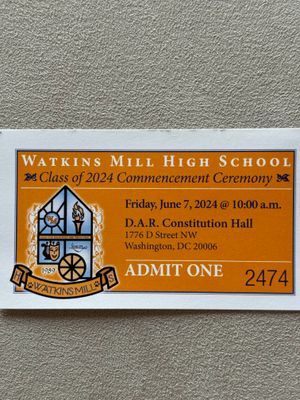 WATKINS MILL HIGH SCHOOL
Class of 2024 Commencement Ceremony
Friday, June 7, 2024 @ 10:00 a.m.
D.A.R. Constitution Hall
1776 D Street NW
Washington, DC 20006
ADMIT ONE
2474
1989
WATKINS MILL